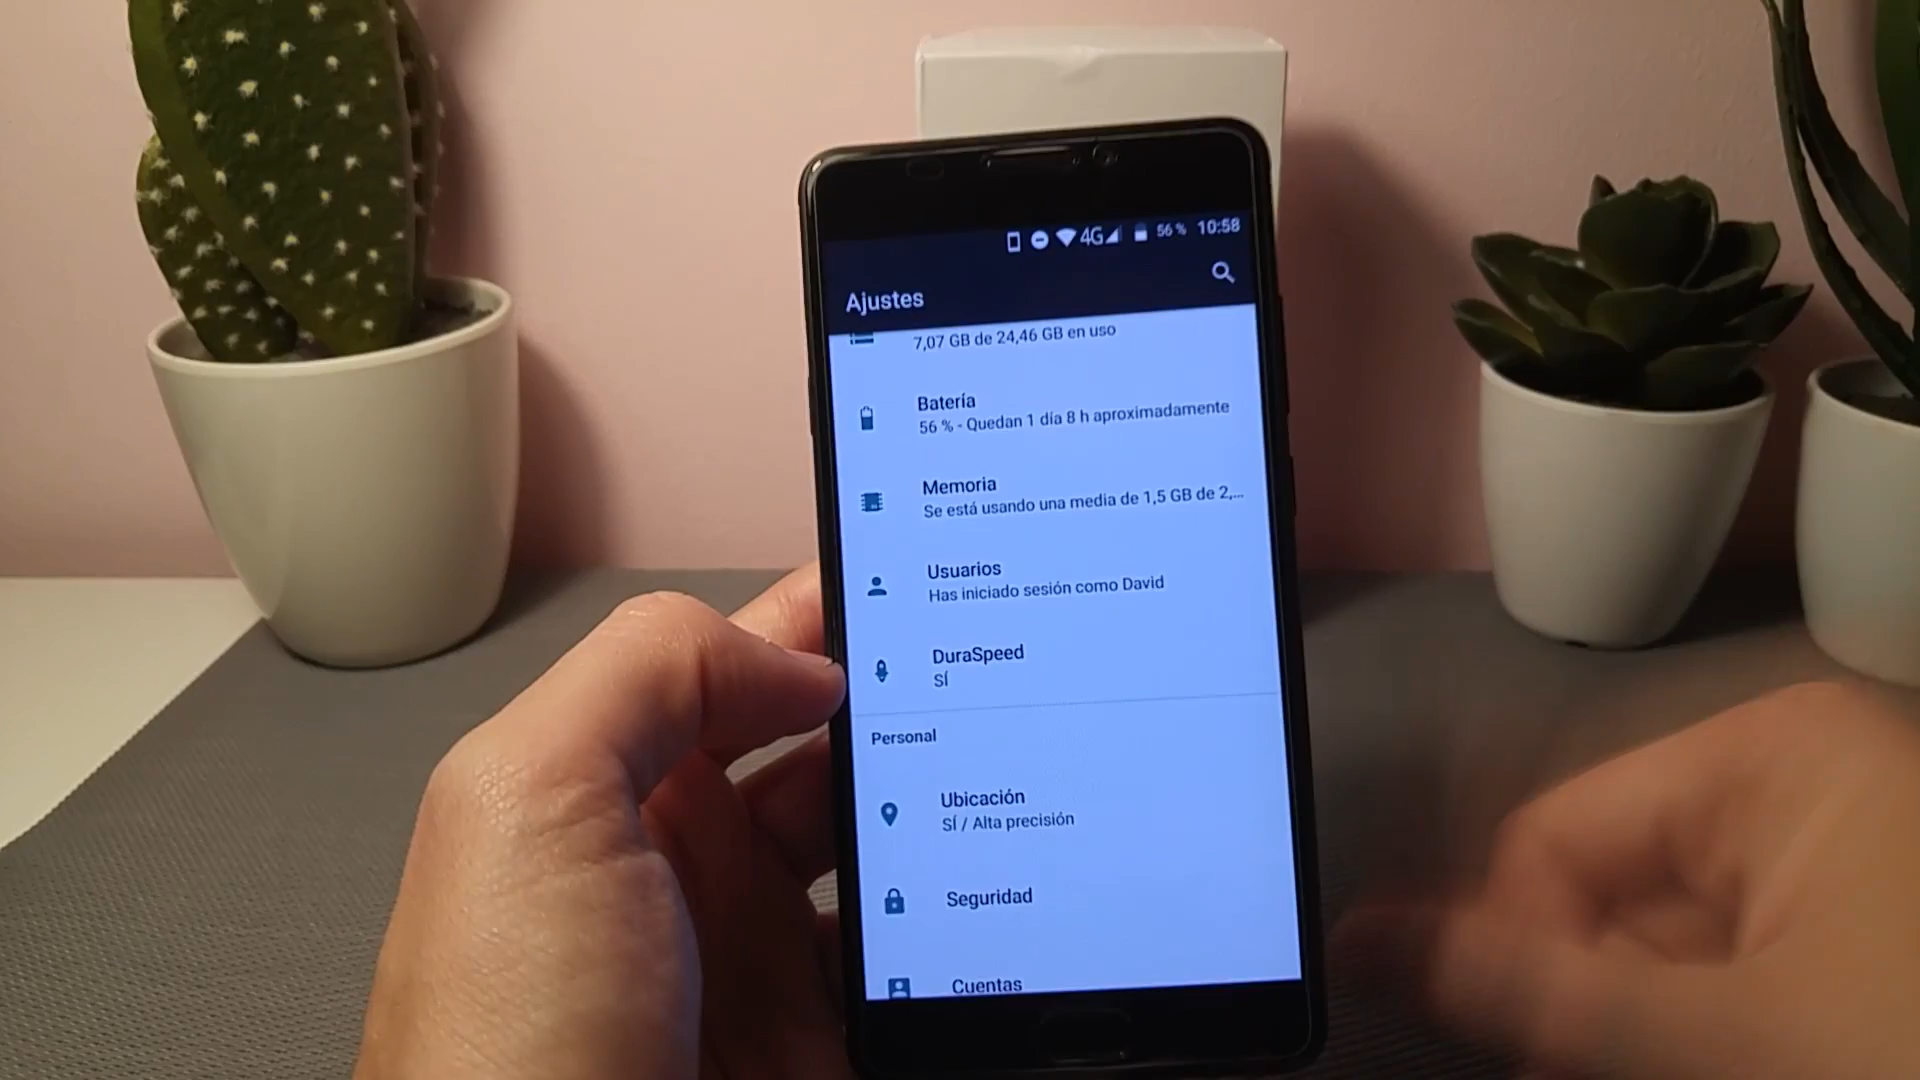 4G 56 % 10:58
Ajustes
7,07 GB de 24,46 GB en uso
Batería
56 % - Quedan 1 día 8 h aproximadamente
Memoria
Se está usando una media de 1,5 GB de 2,...
Usuarios
Has iniciado sesión como David
DuraSpeed
SÍ
Personal
Ubicación
SÍ / Alta precisión
Seguridad
Cuentas